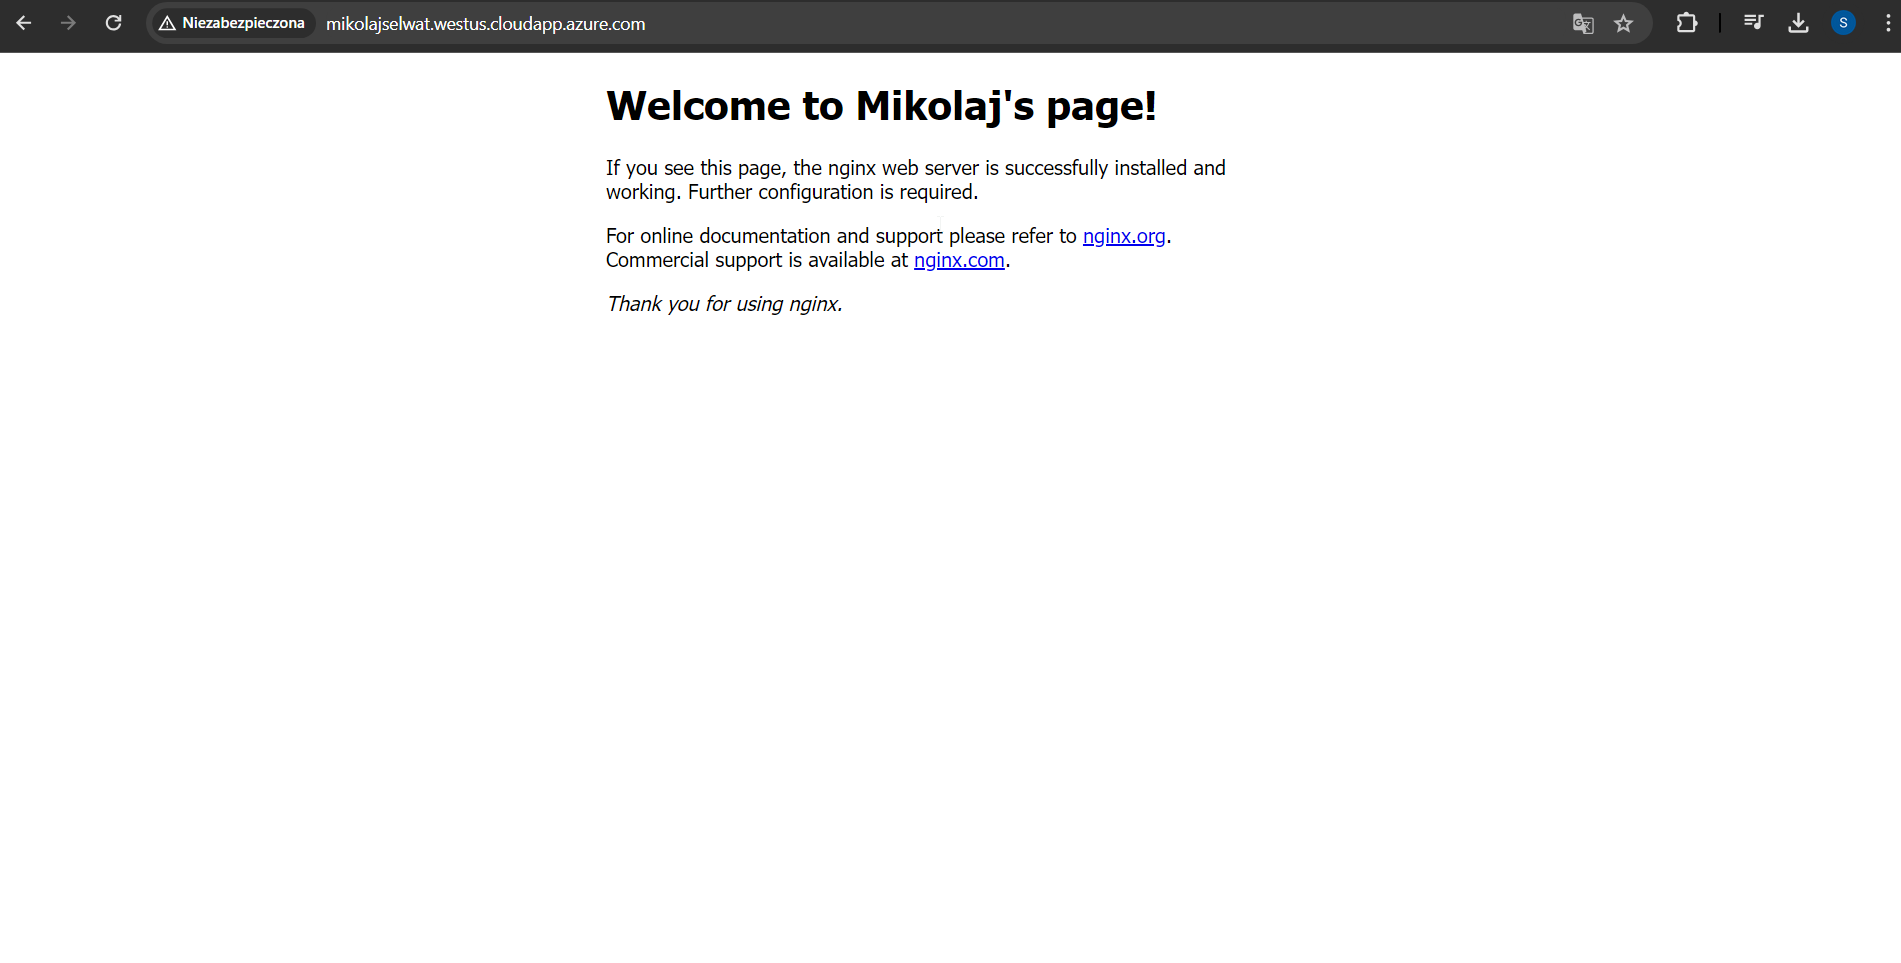 Niezabezpieczona mikolajselwat.westus.cloudapp.azure.com S
Welcome to Mikolaj's page!
If you see this page, the nginx web server is successfully installed and
working. Further configuration is required.
For online documentation and support please refer to nginx.org.
Commercial support is available at nginx.com.
Thank you for using nginx.